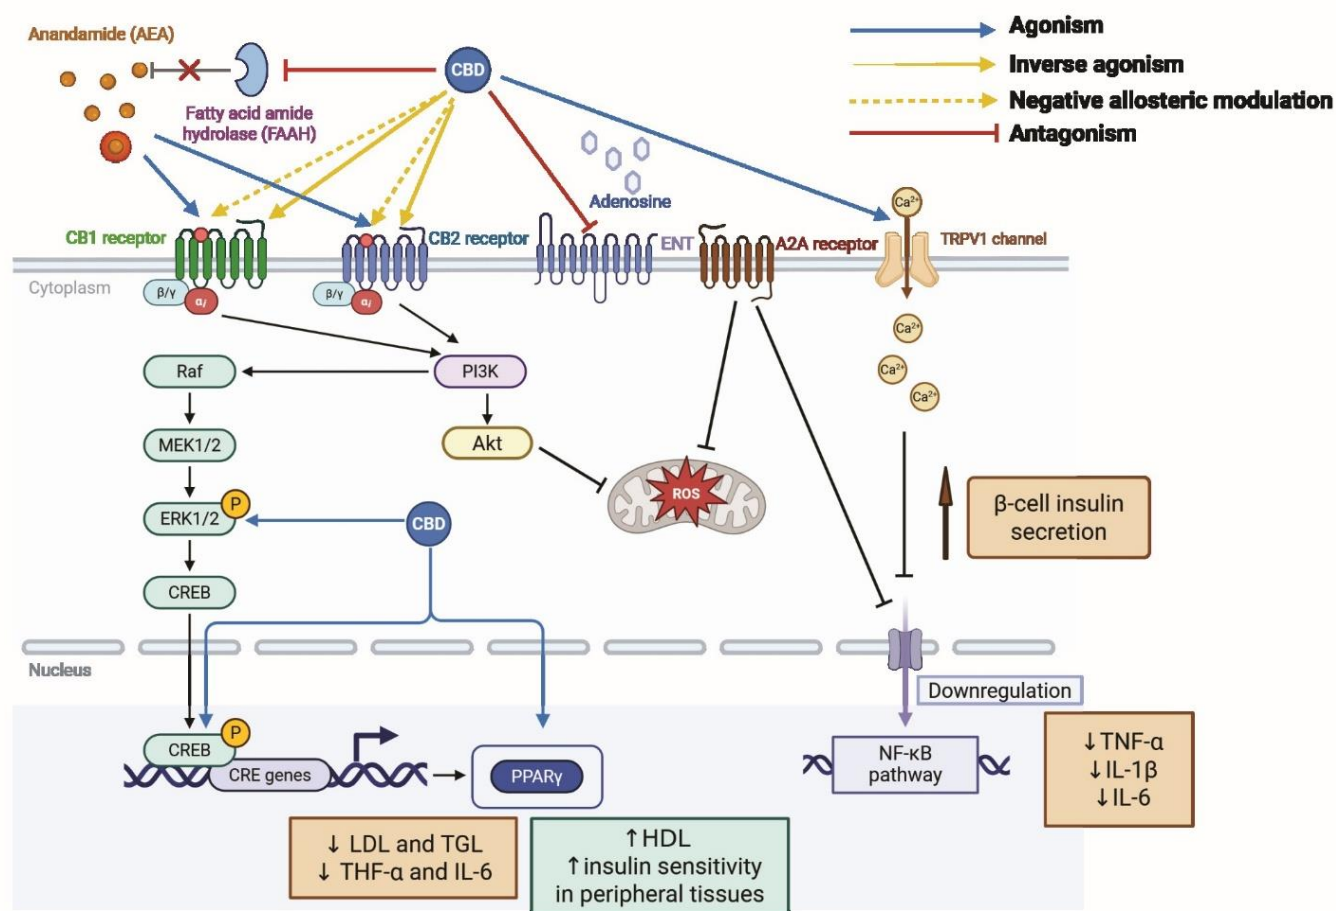 Anandamide (AEA)
CBD
Agonism
Inverse agonism
Negative allosteric modulation
Antagonism
Fatty acid amide
hydrolase (FAAH)
Adenosine
Ca²⁺
CB1 receptor
CB2 receptor
ENT
A2A receptor
TRPV1 channel
Cytoplasm
β/γ
αi
β/γ
αi
Ca²⁺
Raf
PI3K
Ca²⁺
Ca²⁺
MEK1/2
Akt
ROS
P
ERK1/2
CBD
β-cell insulin
secretion
CREB
Nucleus
Downregulation
P
CREB
CRE genes
PPARγ
NF-κB
pathway
↓TNF-α
↓IL-1β
↓IL-6
↓ LDL and TGL
↓ THF-α and IL-6
↑HDL
↑insulin sensitivity
in peripheral tissues